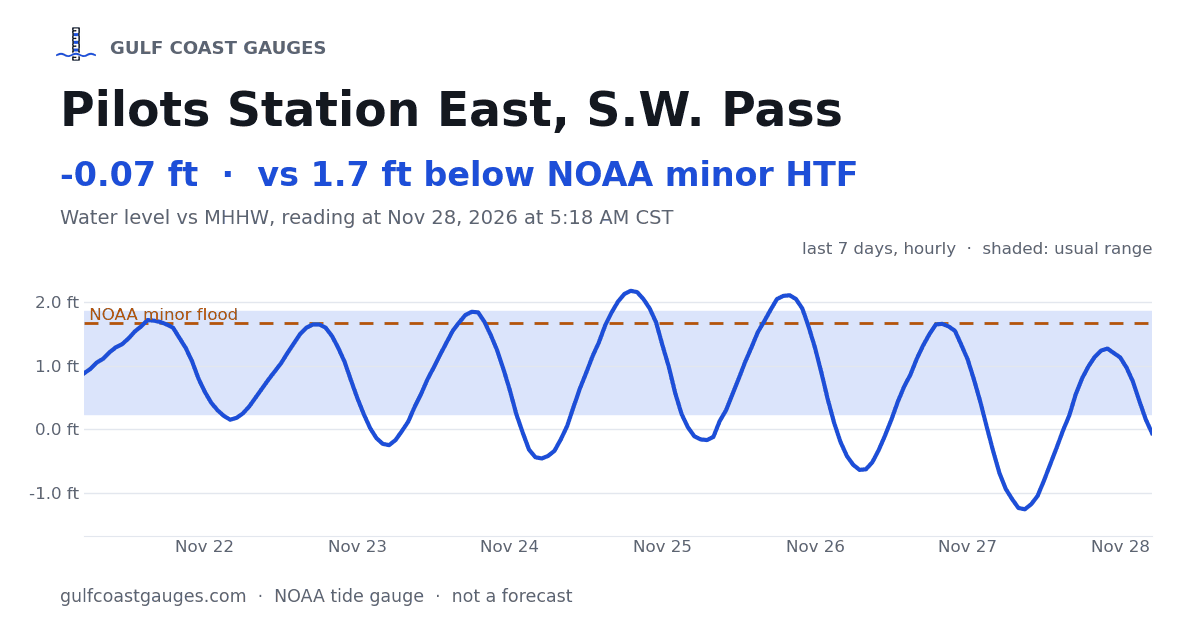 GULF COAST GAUGES
Pilots Station East, S.W. Pass
-0.07 ft · vs 1.7 ft below NOAA minor HTF
Water level vs MHHW, reading at Nov 28, 2026 at 5:18 AM CST
last 7 days, hourly · shaded: usual range
2.0 ft
NOAA minor flood
1.0 ft
0.0 ft
-1.0 ft
Nov 22 Nov 23 Nov 24 Nov 25 Nov 26 Nov 27 Nov 28
gulfcoastgauges.com · NOAA tide gauge · not a forecast